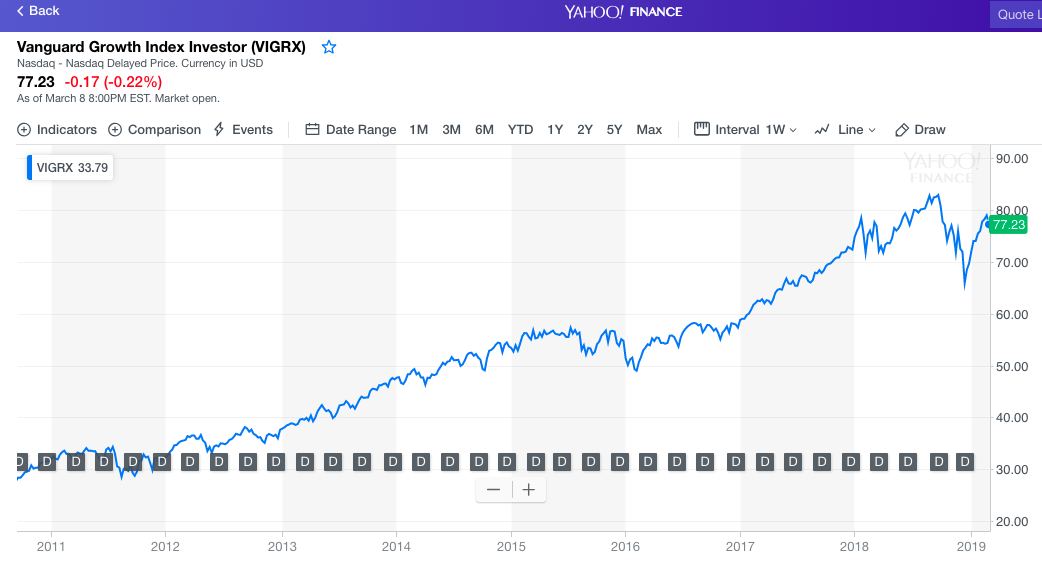 Back
YAHOO! FINANCE
Quote L
Vanguard Growth Index Investor (VIGRX)
Nasdaq - Nasdaq Delayed Price. Currency in USD
77.23 -0.17 (-0.22%)
As of March 8 8:00PM EST. Market open.
Indicators Comparison Events Date Range 1M 3M 6M YTD 1Y 2Y 5Y Max Interval 1W Line Draw
VIGRX 33.79
YAHOO!
FINANCE
90.00
80.00
77.23
70.00
60.00
50.00
40.00
30.00
20.00
D D D D D D D D D D D D D D D D D D D D D D D D D D D D D D D D D D
2011 2012 2013 2014 2015 2016 2017 2018 2019